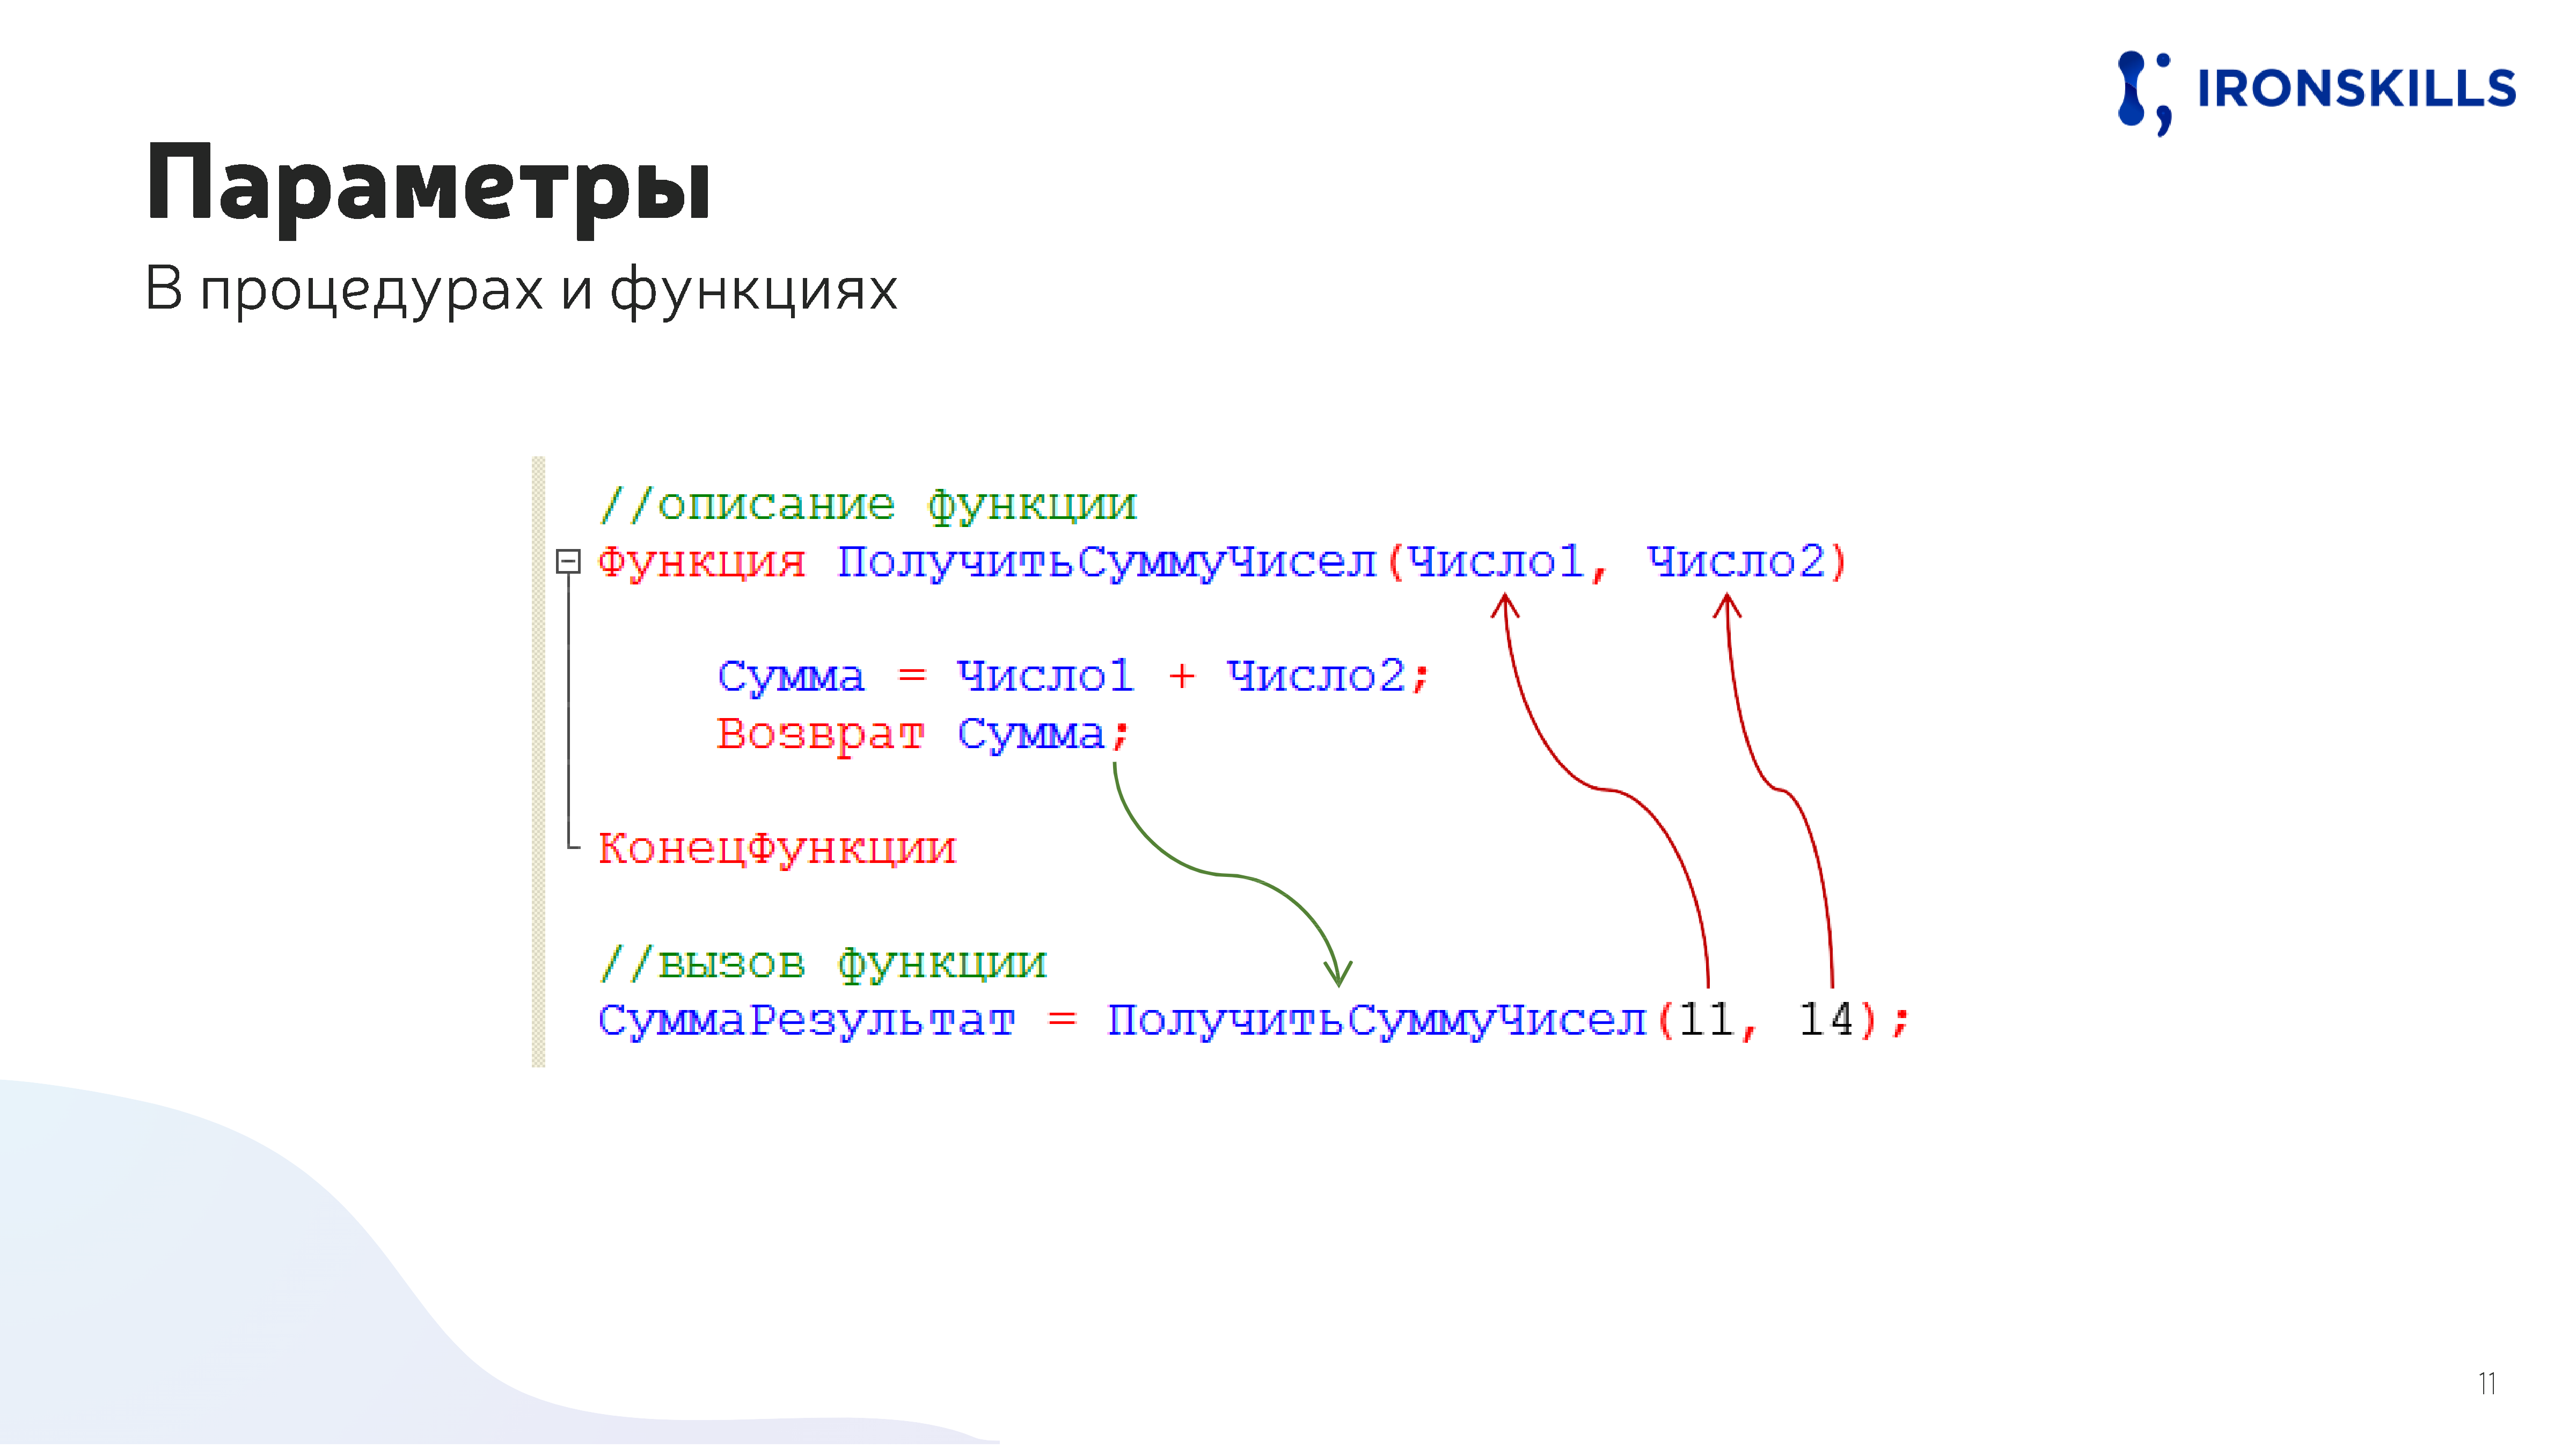 IRONSKILLS
Параметры
В процедурах и функциях
//описание функции
Функция ПолучитьСуммуЧисел(Число1, Число2)
Сумма = Число1 + Число2;
Возврат Сумма;
КонецФункции
//вызов функции
СуммаРезультат = ПолучитьСуммуЧисел(11, 14);
11